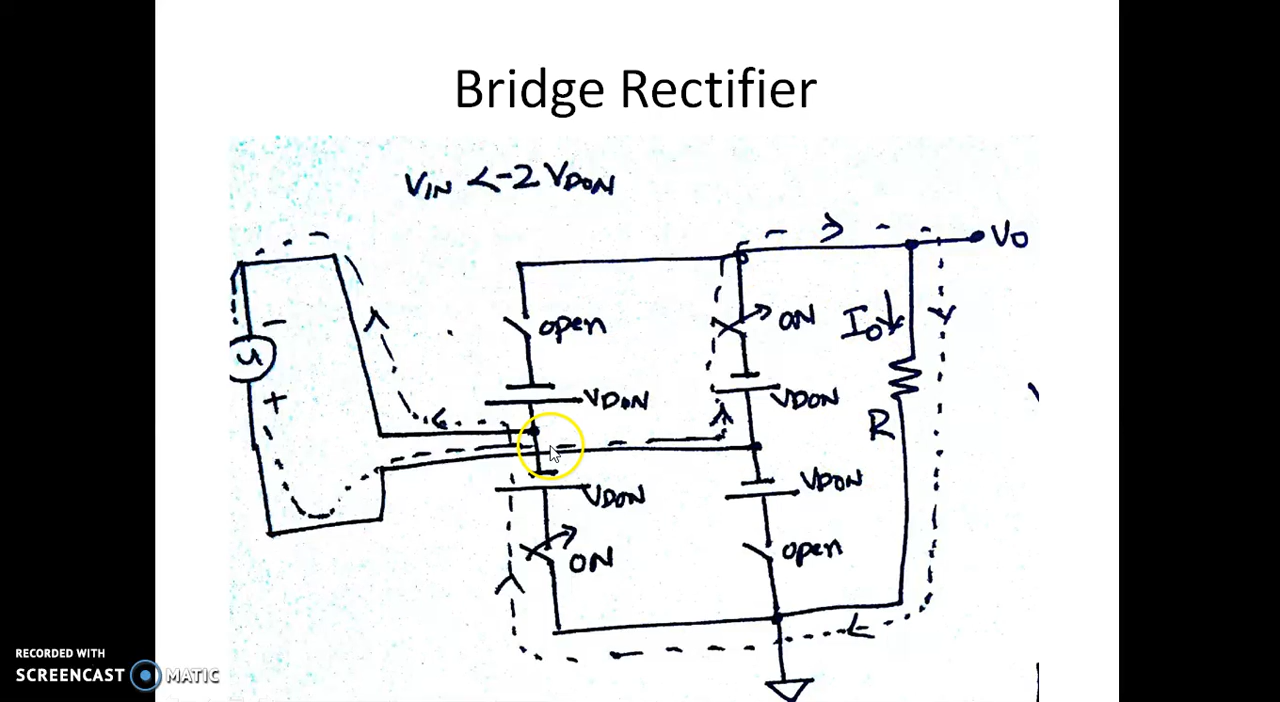 Bridge Rectifier
VIN <-2 VDON
VO
open
ON
IO
-
u
+
VDON
VDON
R
VDON
VDON
ON
open
RECORDED WITH
SCREENCAST MATIC